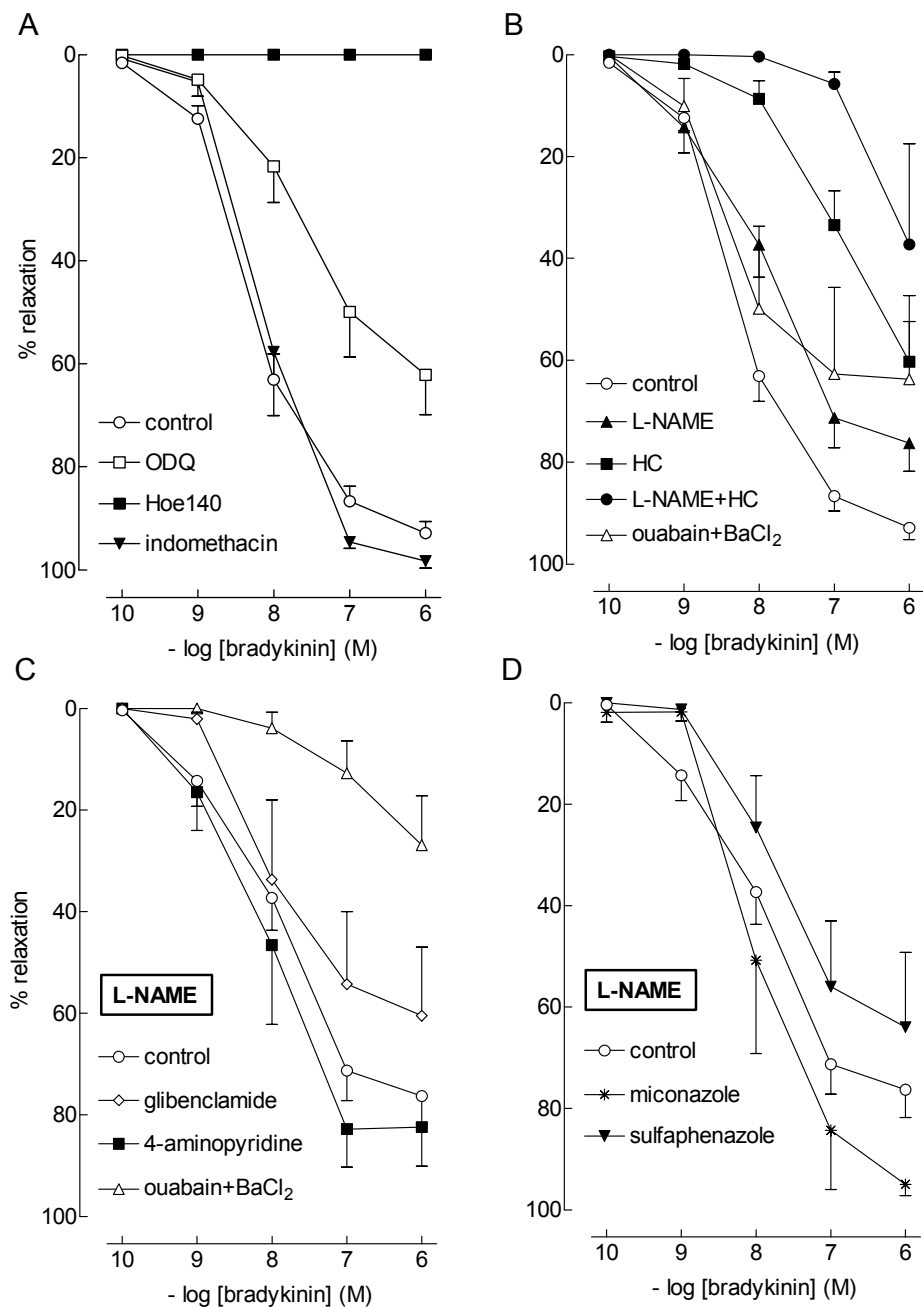 A
0
20
40
60
80
100
% relaxation
control
ODQ
Hoe140
indomethacin
10 9 8 7 6
- log [bradykinin] (M)
B
0
20
40
60
80
100
control
L-NAME
HC
L-NAME+HC
ouabain+BaCl₂
10 9 8 7 6
- log [bradykinin] (M)
C
0
20
40
60
80
100
% relaxation
L-NAME
control
glibenclamide
4-aminopyridine
ouabain+BaCl₂
10 9 8 7 6
- log [bradykinin] (M)
D
0
20
40
60
80
100
L-NAME
control
miconazole
sulfaphenazole
10 9 8 7 6
- log [bradykinin] (M)